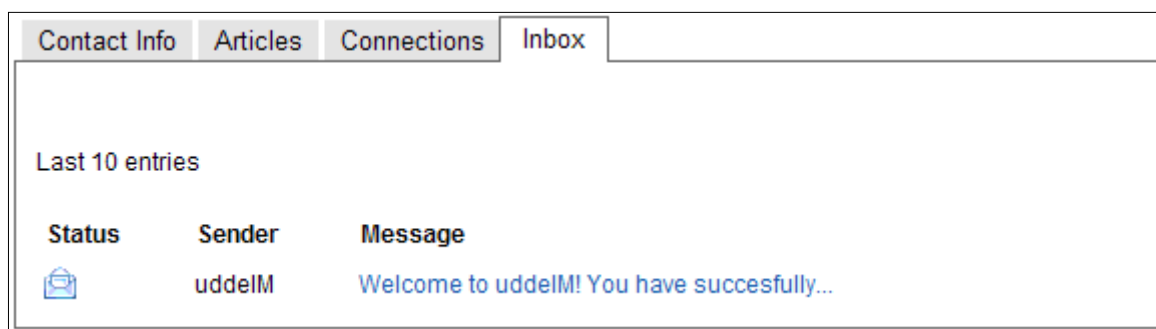 Contact Info Articles Connections Inbox
Last 10 entries
Status Sender Message
uddeIM Welcome to uddeIM! You have succesfully...